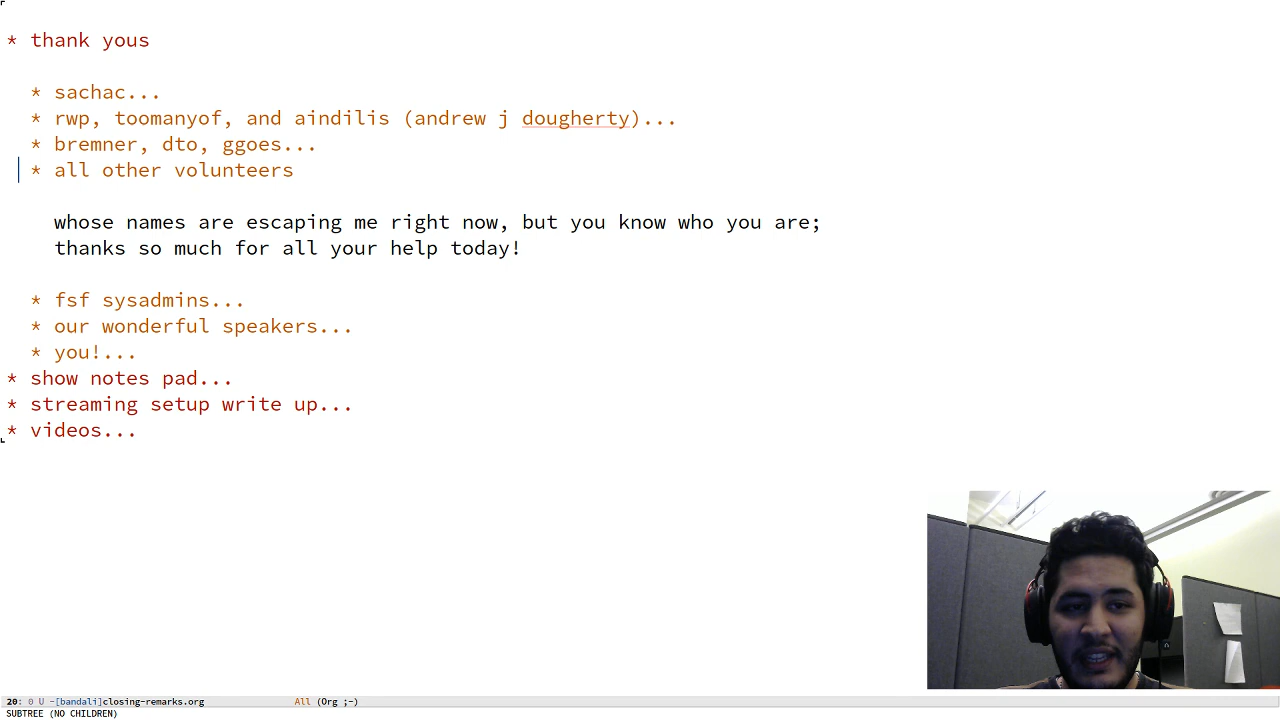 * thank yous
* sachac...
* rwp, toomanyof, and aindilis (andrew j dougherty)...
* bremner, dto, ggoes...
* all other volunteers
whose names are escaping me right now, but you know who you are;
thanks so much for all your help today!
* fsf sysadmins...
* our wonderful speakers...
* you!...
* show notes pad...
* streaming setup write up...
* videos...
20: 0 U -[bandali]closing-remarks.org All (Org ;-)
SUBTREE (NO CHILDREN)